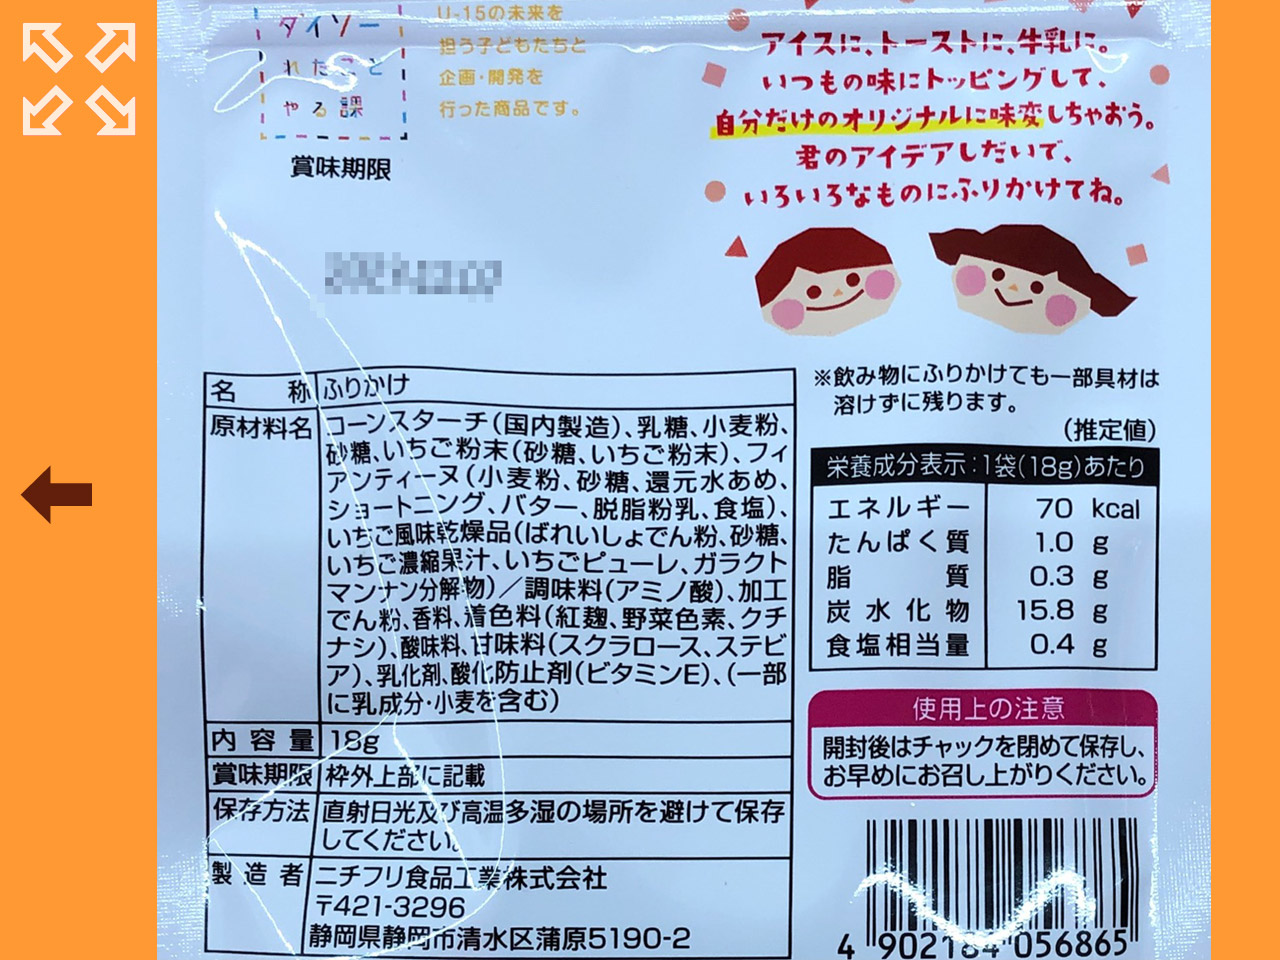 ダイソー
U-15の未来を
担う子どもたちと
企画・開発を
やる課
行った商品です。
賞味期限
アイスに、トーストに、牛乳に。
いつもの味にトッピングして、
自分だけのオリジナルに味変しちゃおう。
君のアイデアしだいで、
いろいろなものにふりかけてね。
名称 ふりかけ
原材料名 コーンスターチ(国内製造)、乳糖、小麦粉、
砂糖、いちご粉末(砂糖、いちご粉末)、フィ
アンティーヌ(小麦粉、砂糖、還元水あめ、
ショートニング、バター、脱脂粉乳、食塩)、
いちご風味乾燥品(ばれいしょでん粉、砂糖、
いちご濃縮果汁、いちごピューレ、ガラクト
マンナン分解物)／調味料(アミノ酸)、加工
でん粉、香料、着色料(紅麹、野菜色素、クチ
ナシ)、酸味料、甘味料(スクラロース、ステビ
ア)、乳化剤、酸化防止剤(ビタミンE)、(一部
に乳成分・小麦を含む)
内容量 18g
賞味期限 枠外上部に記載
保存方法 直射日光及び高温多湿の場所を避けて保存
してください。
製造者 ニチフリ食品工業株式会社
〒421-3296
静岡県静岡市清水区蒲原5190-2
※飲み物にふりかけても一部具材は
溶けずに残ります。
(推定値)
栄養成分表示：1袋(18g)あたり
エネルギー 70 kcal
たんぱく質 1.0 g
脂質 0.3 g
炭水化物 15.8 g
食塩相当量 0.4 g
使用上の注意
開封後はチャックを閉めて保存し、
お早めにお召し上がりください。
4 902184 056865